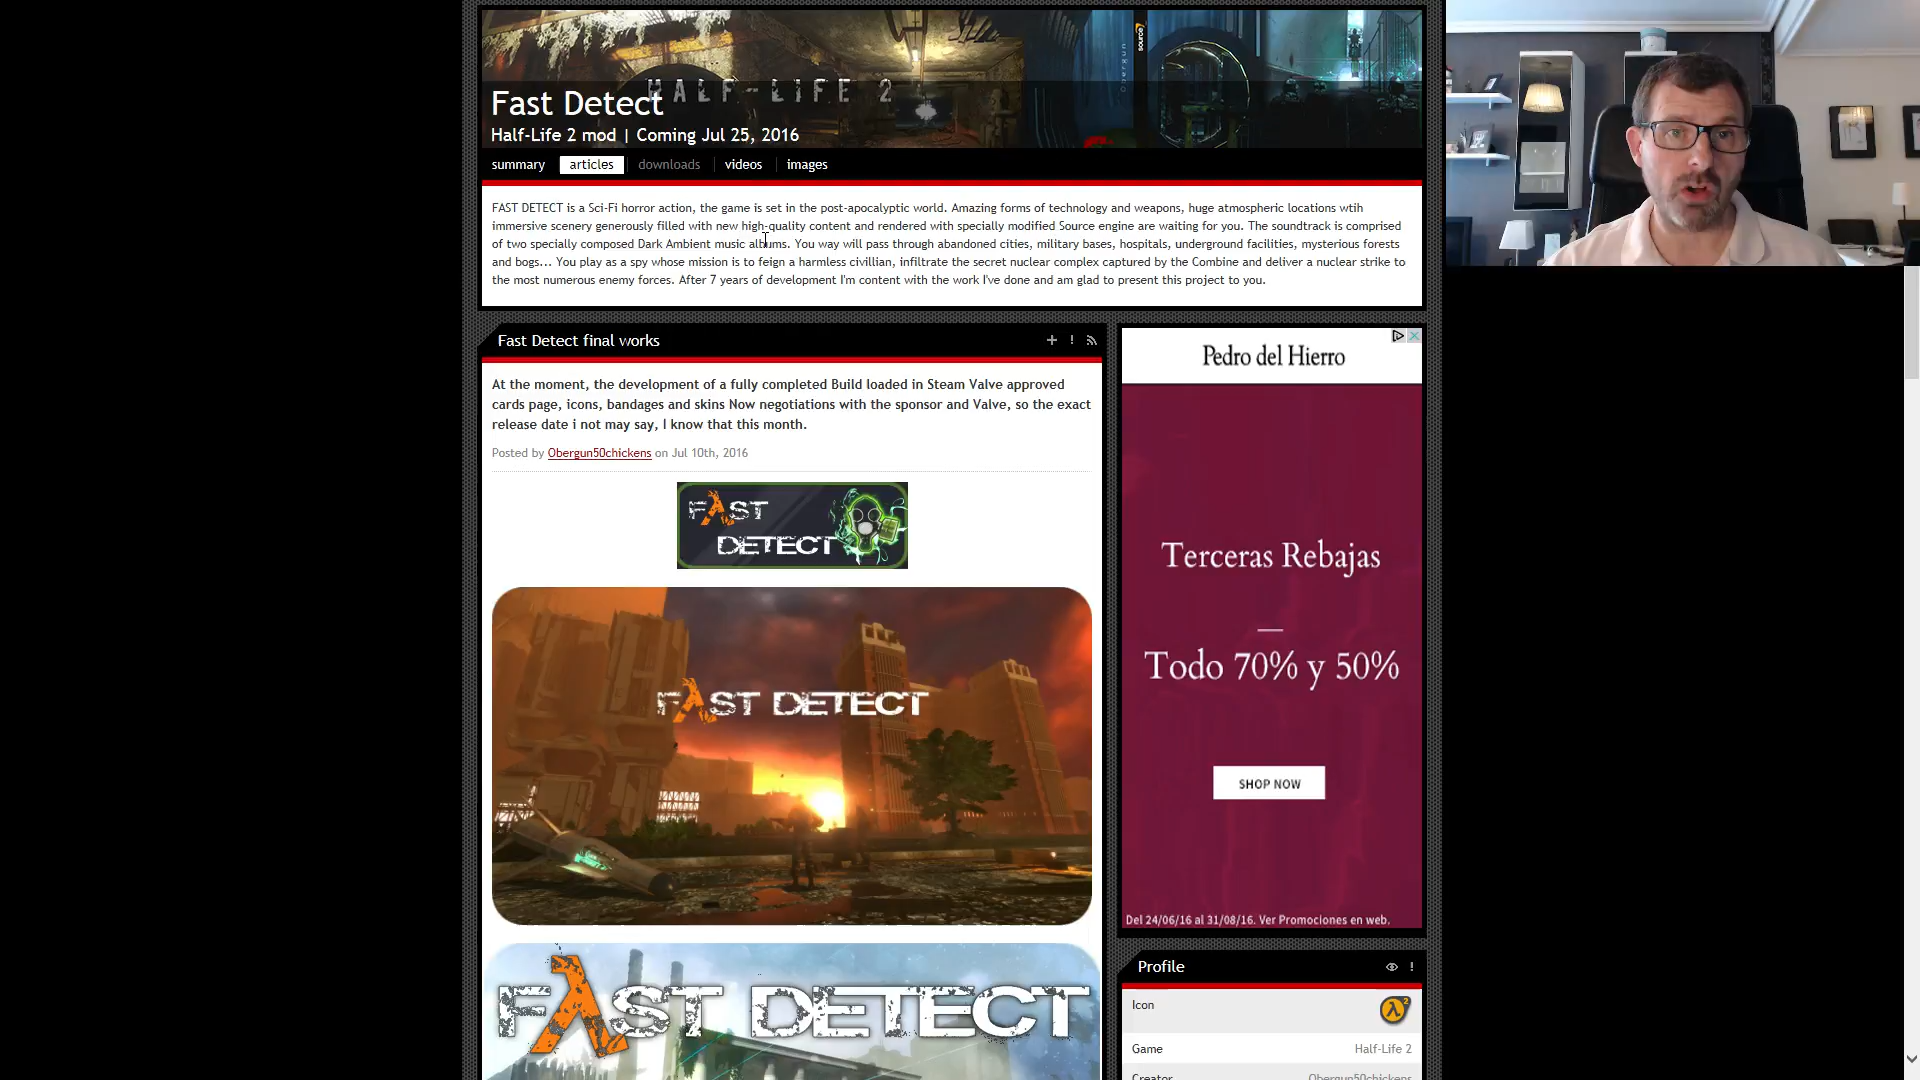 HALF-LIFE 2
source
Obergun
Fast Detect
Half-Life 2 mod | Coming Jul 25, 2016
summary articles downloads videos images
FAST DETECT is a Sci-Fi horror action, the game is set in the post-apocalyptic world. Amazing forms of technology and weapons, huge atmospheric locations wtih
immersive scenery generously filled with new high-quality content and rendered with specially modified Source engine are waiting for you. The soundtrack is comprised
of two specially composed Dark Ambient music albums. You way will pass through abandoned cities, military bases, hospitals, underground facilities, mysterious forests
and bogs... You play as a spy whose mission is to feign a harmless civillian, infiltrate the secret nuclear complex captured by the Combine and deliver a nuclear strike to
the most numerous enemy forces. After 7 years of development I'm content with the work I've done and am glad to present this project to you.
Fast Detect final works
At the moment, the development of a fully completed Build loaded in Steam Valve approved
cards page, icons, bandages and skins Now negotiations with the sponsor and Valve, so the exact
release date i not may say, I know that this month.
Posted by Obergun50chickens on Jul 10th, 2016
FAST
DETECT
FAST DETECT
FAST DETECT
Pedro del Hierro
Terceras Rebajas
Todo 70% y 50%
SHOP NOW
Del 24/06/16 al 31/08/16. Ver Promociones en web.
Profile
Icon
Game Half-Life 2
Creator Obergun50chickens